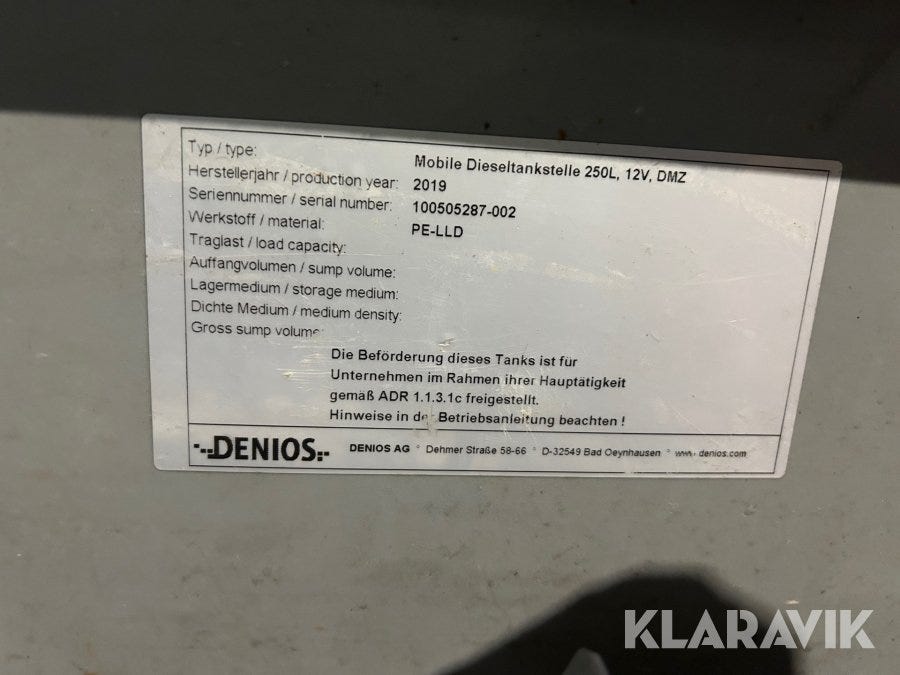 Typ / type: Mobile Dieseltankstelle 250L, 12V, DMZ
Herstellerjahr / production year: 2019
Seriennummer / serial number: 100505287-002
Werkstoff / material: PE-LLD
Traglast / load capacity:
Auffangvolumen / sump volume:
Lagermedium / storage medium:
Dichte Medium / medium density:
Gross sump volume:
Die Beförderung dieses Tanks ist für
Unternehmen im Rahmen ihrer Hauptätigkeit
gemäß ADR 1.1.3.1c freigestellt.
Hinweise in der Betriebsanleitung beachten !
DENIOS DENIOS AG ° Dehmer Straße 58-66 ° D-32549 Bad Oeynhausen ° www.denios.com
KLARAVIK